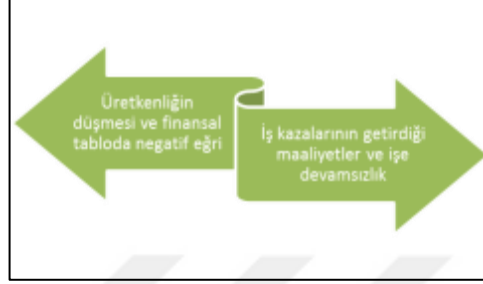 Üretkenliğin
düşmesi ve finansal
tabloda negatif eğri
İş kazalarının getirdiği
maaliyetler ve işe
devamsızlık